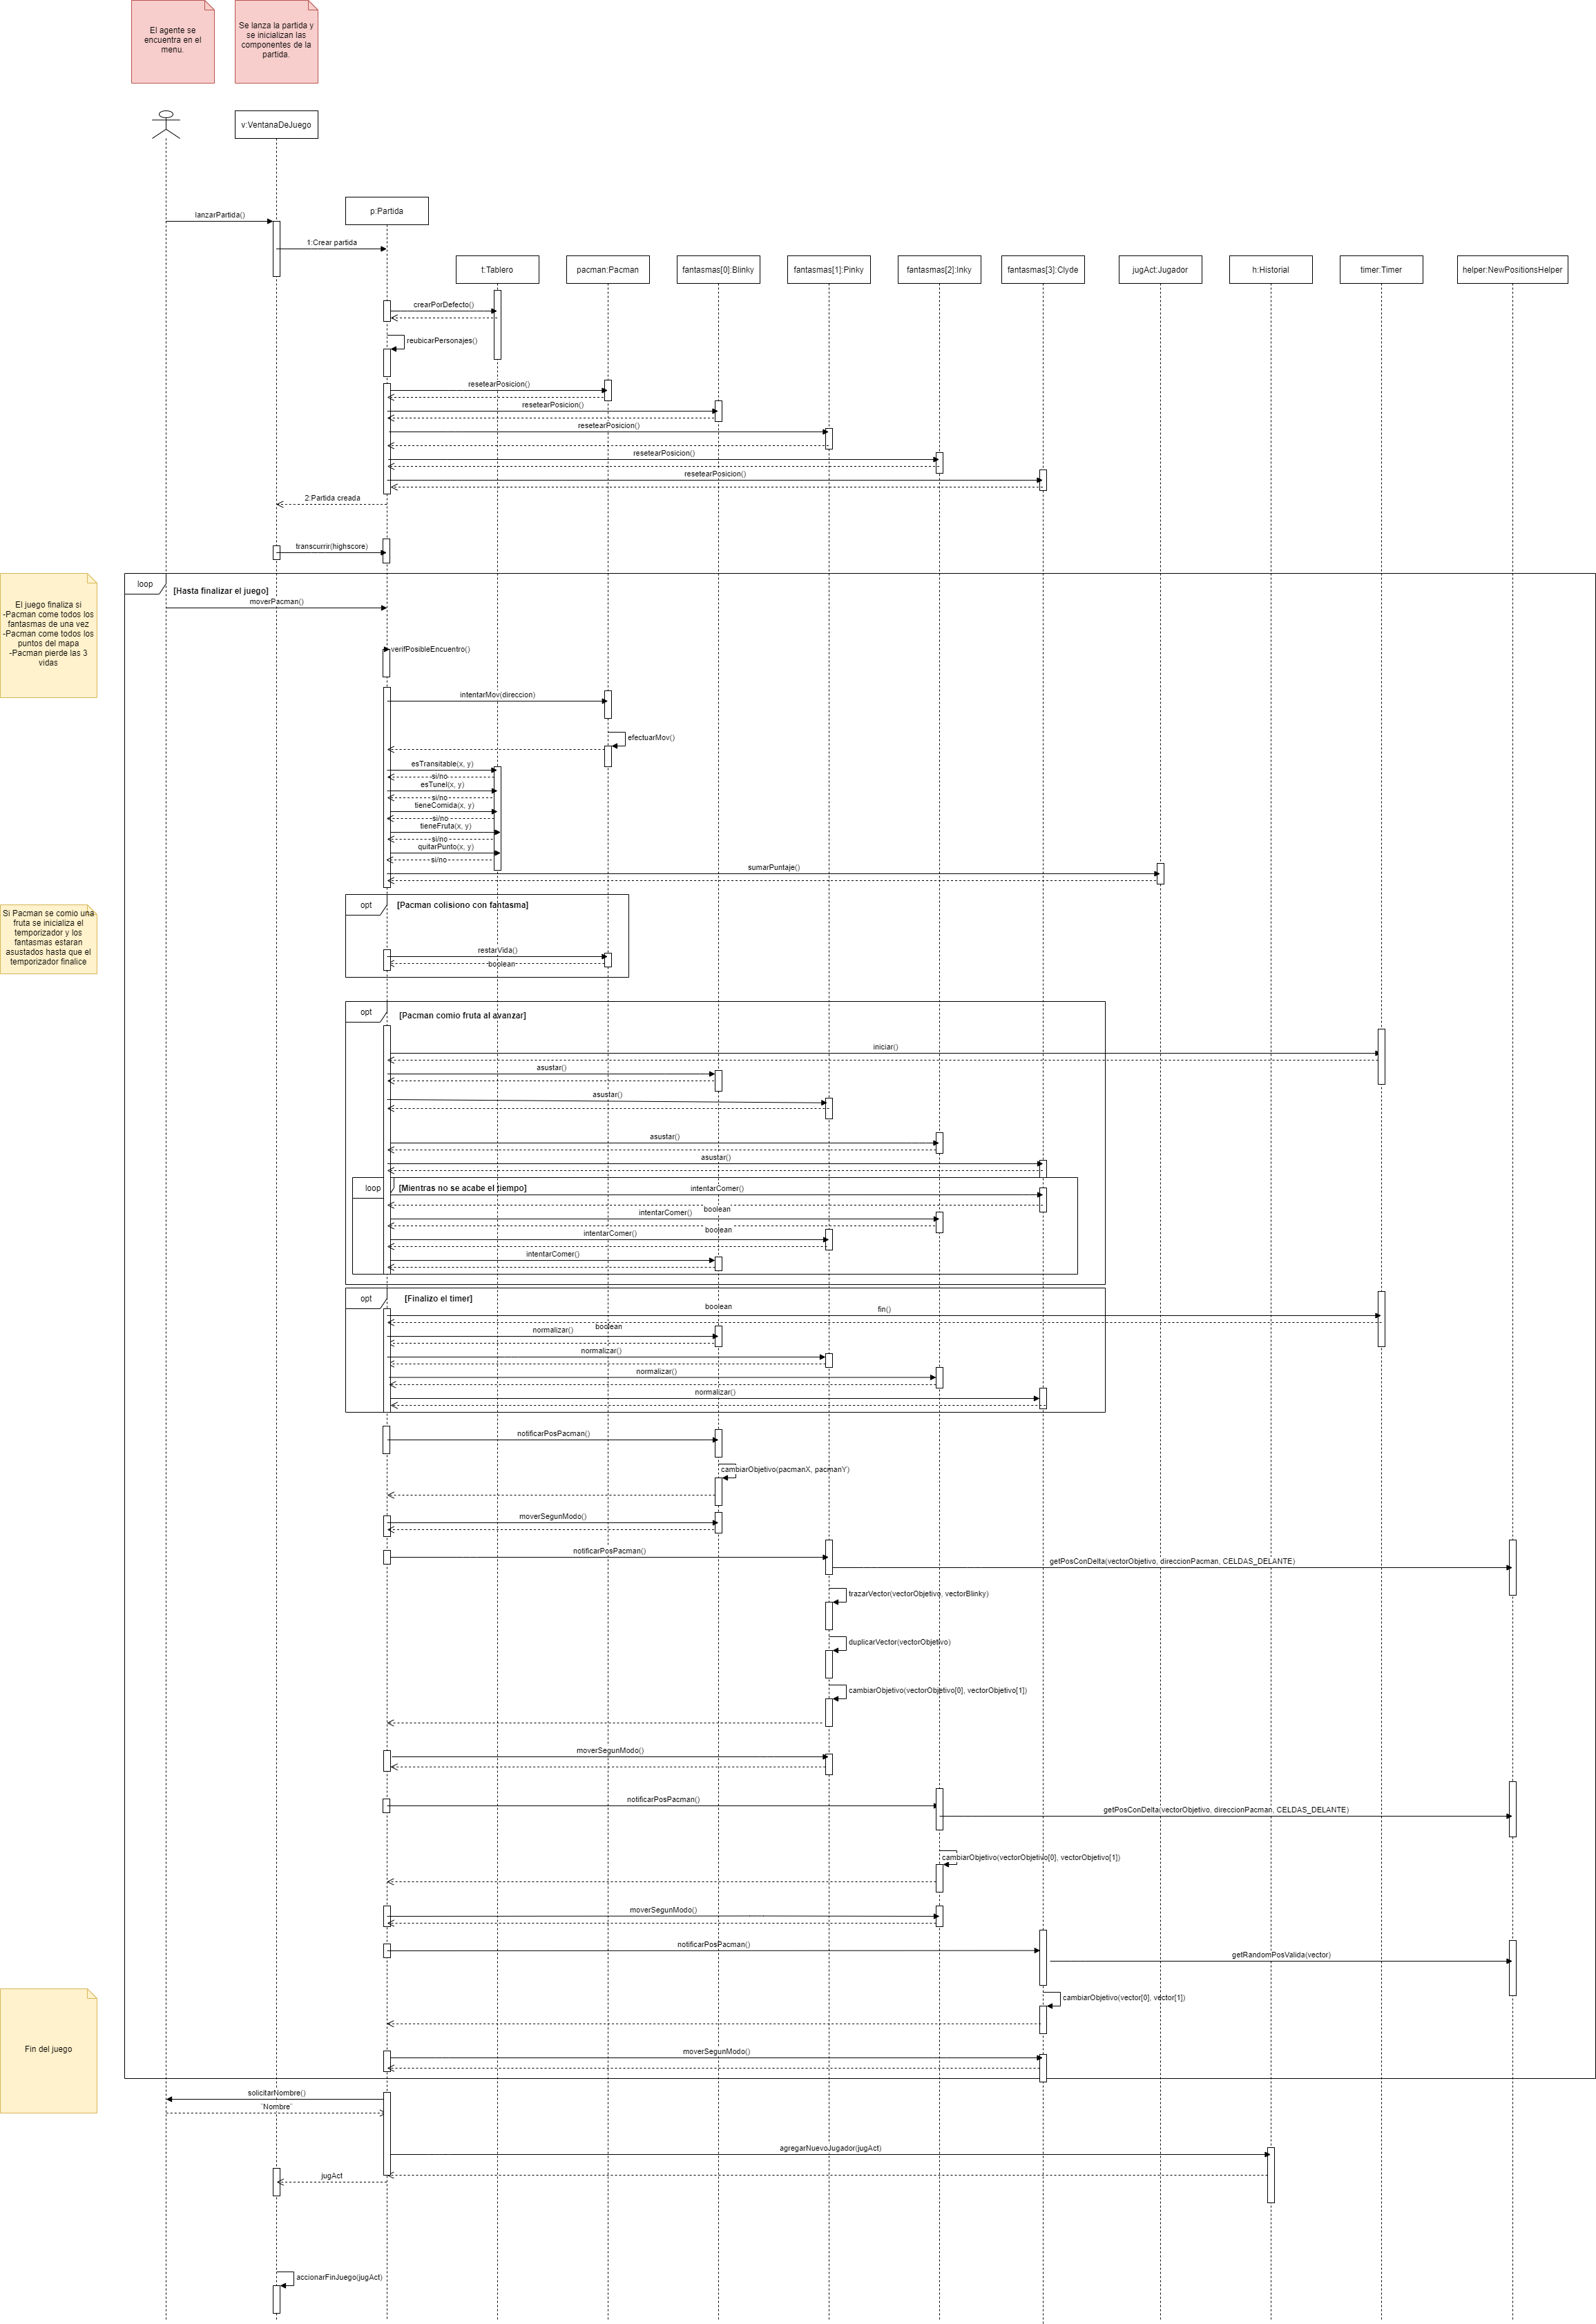 El agente se
encuentra en el
menu.
Se lanza la partida y
se inicializan las
componentes de la
partida.
v:VentanaDeJuego
p:Partida
lanzarPartida()
1:Crear partida
t:Tablero
pacman:Pacman
fantasmas[0]:Blinky
fantasmas[1]:Pinky
fantasmas[2]:Inky
fantasmas[3]:Clyde
jugAct:Jugador
h:Historial
timer:Timer
helper:NewPositionsHelper
crearPorDefecto()
reubicarPersonajes()
resetearPosicion()
resetearPosicion()
resetearPosicion()
resetearPosicion()
resetearPosicion()
2:Partida creada
transcurrir(highscore)
loop
[Hasta finalizar el juego]
moverPacman()
El juego finaliza si
-Pacman come todos los
fantasmas de una vez
-Pacman come todos los
puntos del mapa
-Pacman pierde las 3
vidas
verifPosibleEncuentro()
intentarMov(direccion)
efectuarMov()
esTransitable(x, y)
si/no
esTunel(x, y)
si/no
tieneComida(x, y)
si/no
tieneFruta(x, y)
si/no
quitarPunto(x, y)
si/no
sumarPuntaje()
opt
[Pacman colisiono con fantasma]
Si Pacman se comio una
fruta se inicializa el
temporizador y los
fantasmas estaran
asustados hasta que el
temporizador finalice
restarVida()
boolean
opt
[Pacman comio fruta al avanzar]
iniciar()
asustar()
asustar()
asustar()
asustar()
loop
[Mientras no se acabe el tiempo]
intentarComer()
boolean
intentarComer()
boolean
intentarComer()
intentarComer()
opt
[Finalizo el timer]
boolean
fin()
boolean
normalizar()
normalizar()
normalizar()
normalizar()
notificarPosPacman()
cambiarObjetivo(pacmanX, pacmanY)
moverSegunModo()
notificarPosPacman()
getPosConDelta(vectorObjetivo, direccionPacman, CELDAS_DELANTE)
trazarVector(vectorObjetivo, vectorBlinky)
duplicarVector(vectorObjetivo)
cambiarObjetivo(vectorObjetivo[0], vectorObjetivo[1])
moverSegunModo()
notificarPosPacman()
getPosConDelta(vectorObjetivo, direccionPacman, CELDAS_DELANTE)
cambiarObjetivo(vectorObjetivo[0], vectorObjetivo[1])
moverSegunModo()
notificarPosPacman()
getRandomPosValida(vector)
cambiarObjetivo(vector[0], vector[1])
Fin del juego
moverSegunModo()
solicitarNombre()
"Nombre"
agregarNuevoJugador(jugAct)
jugAct
accionarFinJuego(jugAct)